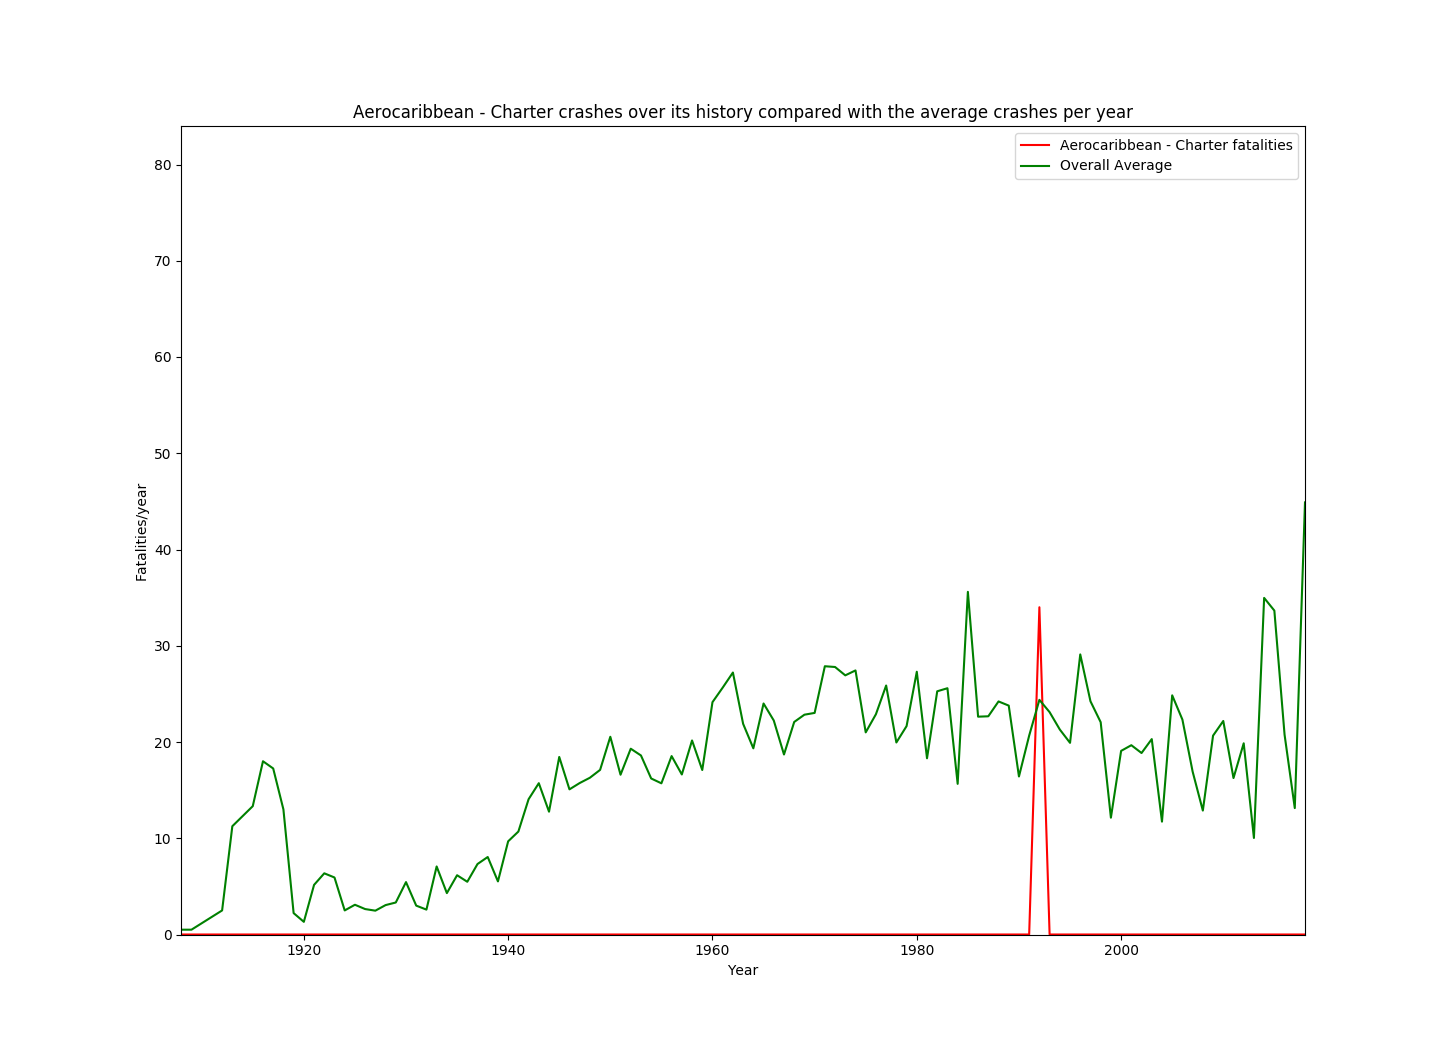 Aerocaribbean - Charter crashes over its history compared with the average crashes per year
Aerocaribbean - Charter fatalities
Overall Average
80
70
60
50
40
30
20
10
0
Fatalities/year
1920
1940
1960
1980
2000
Year